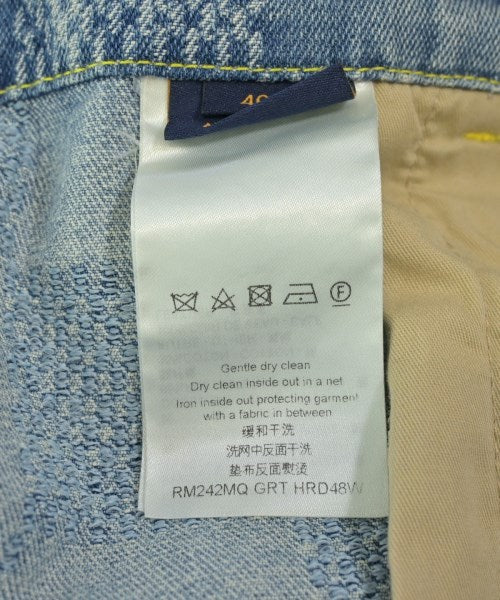 F
Gentle dry clean
Dry clean inside out in a net
Iron inside out protecting garment
with a fabric in between
缓和干洗
洗网中反面干洗
垫布反面熨烫
RM242MQ GRT HRD48W